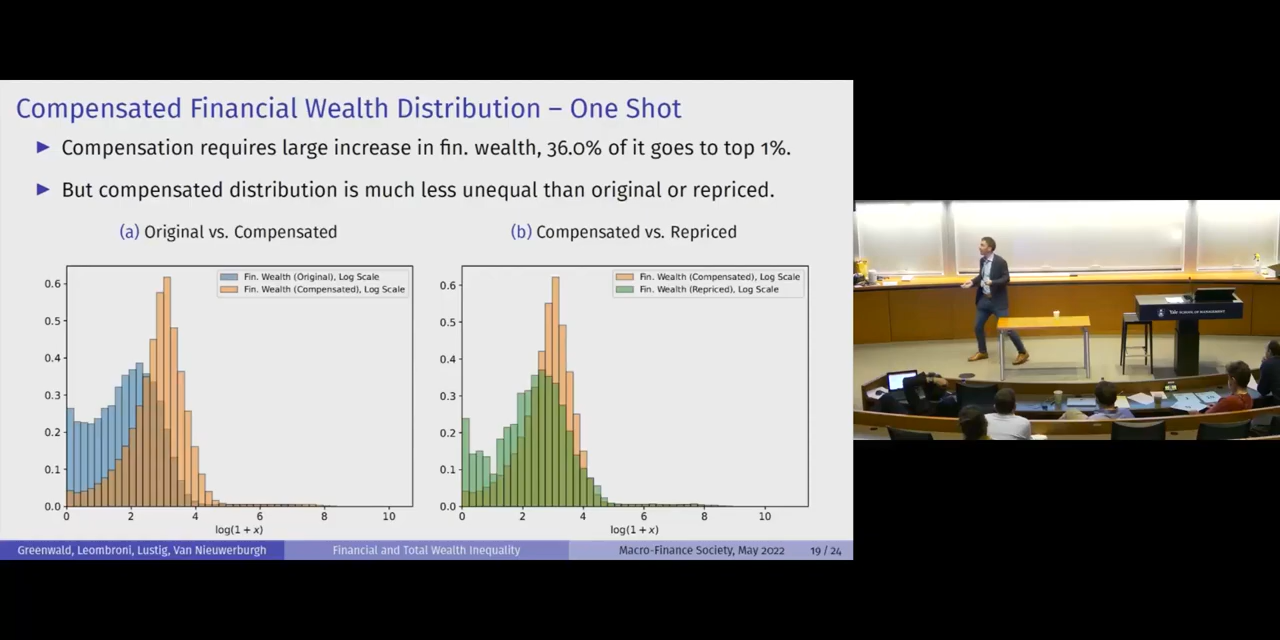 Compensated Financial Wealth Distribution – One Shot
► Compensation requires large increase in fin. wealth, 36.0% of it goes to top 1%.
► But compensated distribution is much less unequal than original or repriced.
(a) Original vs. Compensated
(b) Compensated vs. Repriced
Fin. Wealth (Original), Log Scale
Fin. Wealth (Compensated), Log Scale
0.6
0.5
0.4
0.3
0.2
0.1
0.0
0 2 4 6 8 10
log(1 + x)
Fin. Wealth (Compensated), Log Scale
Fin. Wealth (Repriced), Log Scale
0.6
0.5
0.4
0.3
0.2
0.1
0.0
0 2 4 6 8 10
log(1 + x)
Greenwald, Leombroni, Lustig, Van Nieuwerburgh
Financial and Total Wealth Inequality
Macro-Finance Society, May 2022
19 / 24
Yale SCHOOL OF MANAGEMENT